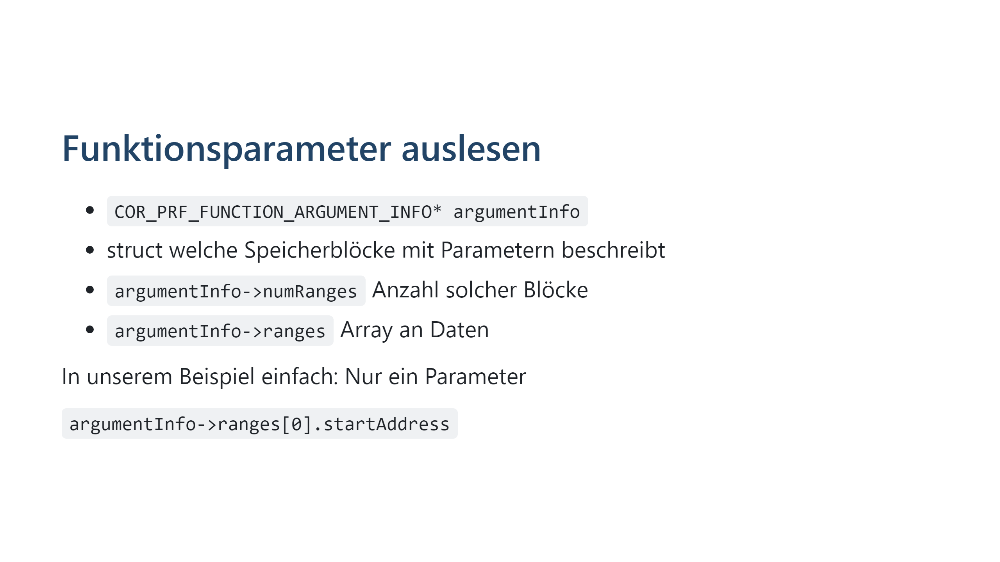 Funktionsparameter auslesen
COR_PRF_FUNCTION_ARGUMENT_INFO* argumentInfo
struct welche Speicherblöcke mit Parametern beschreibt
argumentInfo->numRanges Anzahl solcher Blöcke
argumentInfo->ranges Array an Daten
In unserem Beispiel einfach: Nur ein Parameter
argumentInfo->ranges[0].startAddress